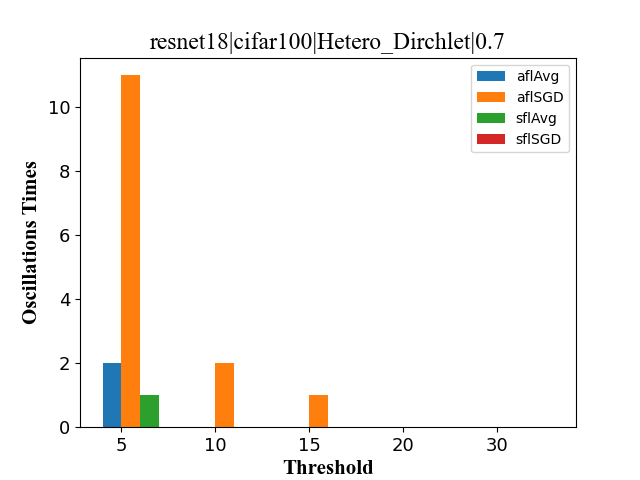 resnet18|cifar100|Hetero_Dirchlet|0.7
aflAvg
aflSGD
sflAvg
sflSGD
Oscillations Times
10
8
6
4
2
0
5 10 15 20 30
Threshold